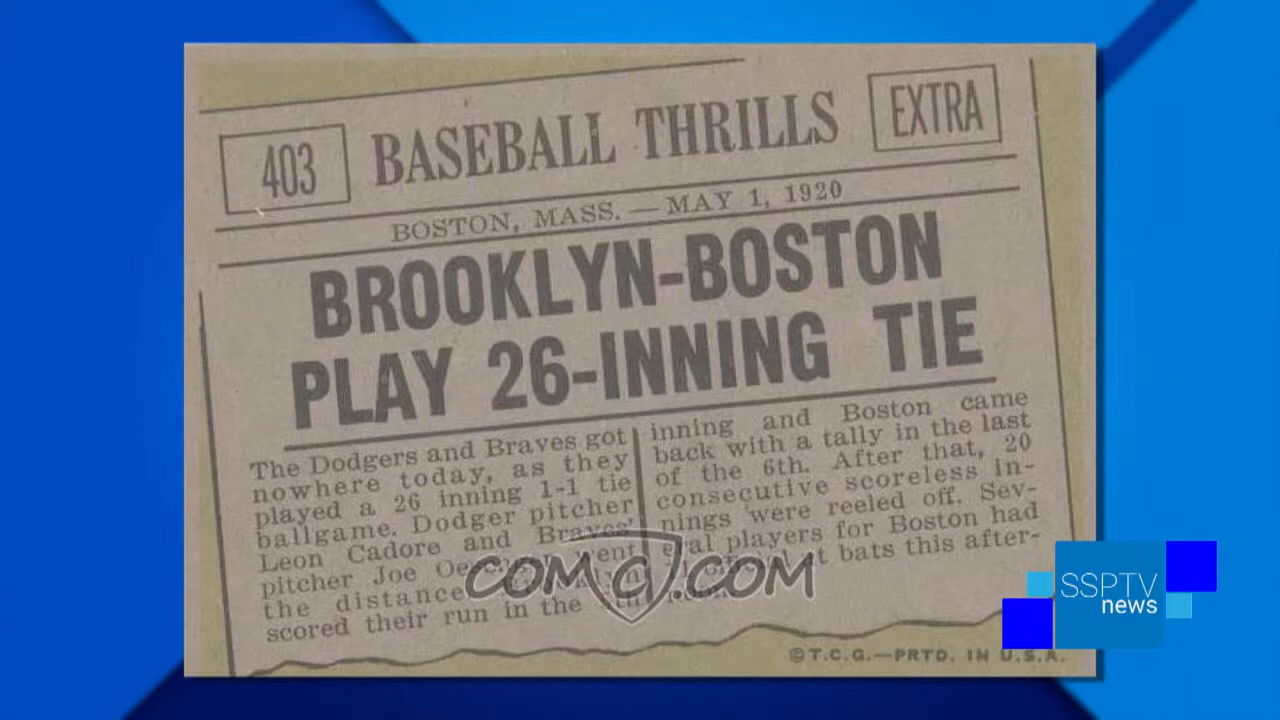 403
BASEBALL THRILLS
EXTRA
BOSTON, MASS. — MAY 1, 1920
BROOKLYN-BOSTON
PLAY 26-INNING TIE
The Dodgers and Braves got
nowhere today, as they
played a 26 inning 1-1 tie
ballgame. Dodger pitcher
Leon Cadore and Braves'
pitcher Joe went
the distance.
scored their run in the
inning and Boston came
back with a tally in the last
of the 6th. After that, 20
consecutive scoreless in-
nings were reeled off. Sev-
eral players for Boston had
at bats this after-
COMC.COM
©T.C.G.—PRTD. IN U.S.A.
SSPTV
news